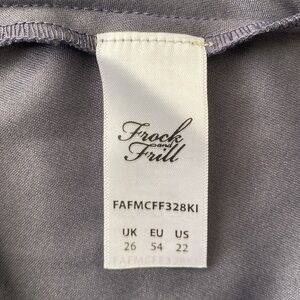 Frock
and
Frill
FAFMCFF328KI
UK EU US
26 54 22